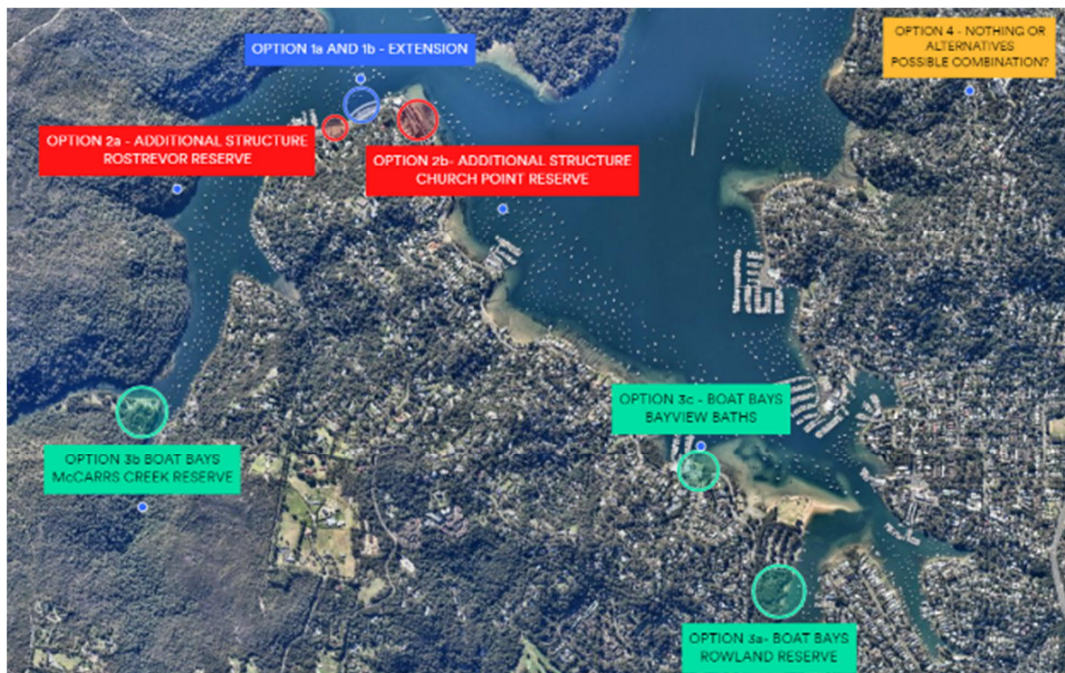 OPTION 1a AND 1b - EXTENSION
OPTION 4 - NOTHING OR
ALTERNATIVES
POSSIBLE COMBINATION?
OPTION 2a - ADDITIONAL STRUCTURE
ROSTREVOR RESERVE
OPTION 2b- ADDITIONAL STRUCTURE
CHURCH POINT RESERVE
OPTION 3c - BOAT BAYS
BAYVIEW BATHS
OPTION 3b BOAT BAYS
McCARRS CREEK RESERVE
OPTION 3a- BOAT BAYS
ROWLAND RESERVE